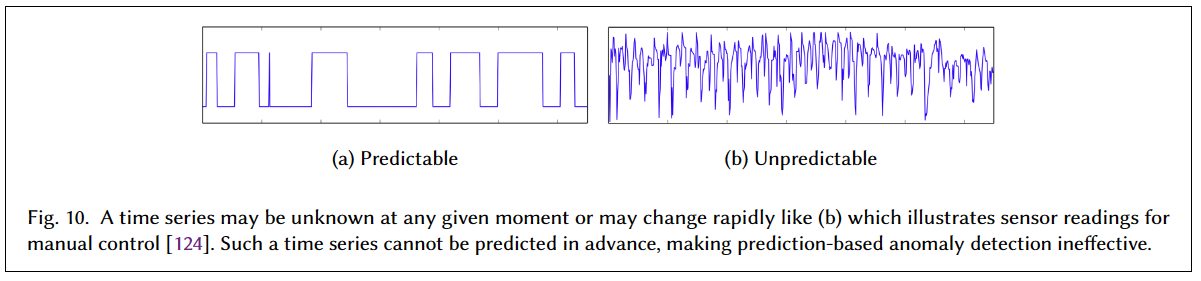 (a) Predictable
(b) Unpredictable
Fig. 10. A time series may be unknown at any given moment or may change rapidly like (b) which illustrates sensor readings for
manual control [124]. Such a time series cannot be predicted in advance, making prediction-based anomaly detection ineffective.